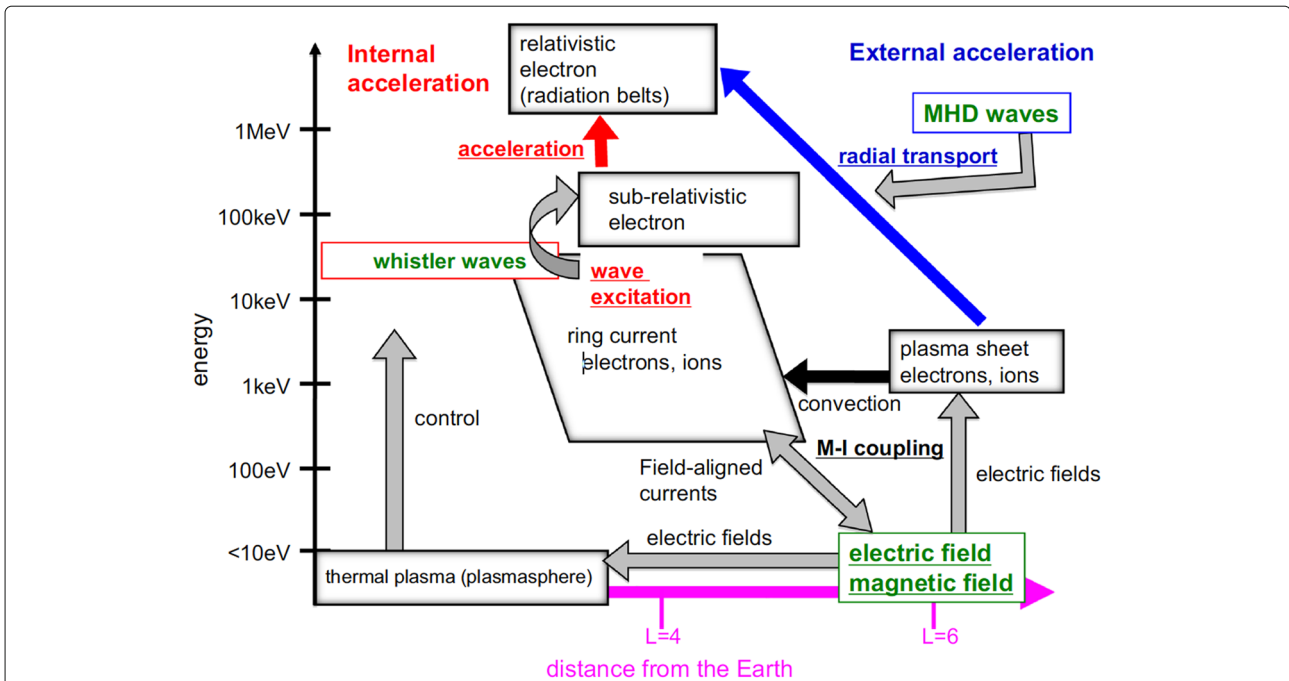 Internal
acceleration
relativistic
electron
(radiation belts)
External acceleration
MHD waves
1MeV
acceleration
radial transport
sub-relativistic
electron
100keV
whistler waves
wave
excitation
10keV
energy
ring current
electrons, ions
plasma sheet
electrons, ions
1keV
convection
control
M-I coupling
Field-aligned
currents
100eV
electric fields
electric fields
<10eV
electric field
magnetic field
thermal plasma (plasmasphere)
L=4
L=6
distance from the Earth